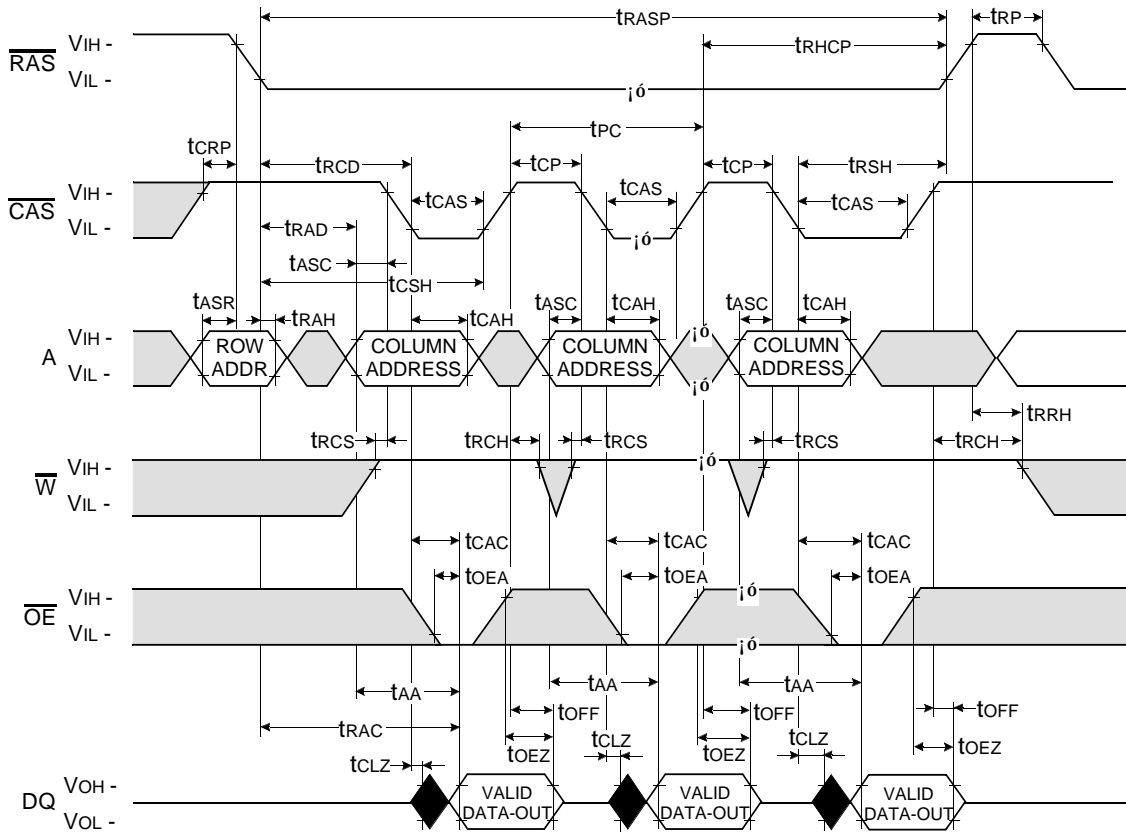 tRASP tRP
VIH - tRHCP
RAS
VIL - ¡ó
tPC
tCRP tRCD tCP tCP tRSH
VIH - tCAS tCAS tCAS
CAS
VIL - tRAD ¡ó
tASC tCSH
tASR tRAH tCAH tASC tCAH tASC tCAH
VIH - ¡ó
A ROW ADDR COLUMN ADDRESS COLUMN ADDRESS COLUMN ADDRESS
VIL - ¡ó
tRRH
tRCS tRCH tRCS tRCS tRCH
VIH - ¡ó
W
VIL -
tCAC tCAC tCAC
tOEA tOEA tOEA
VIH - ¡ó
OE
VIL - ¡ó
tAA tAA tAA
tRAC tOFF tOFF tOFF
tCLZ tOEZ tCLZ tOEZ tCLZ tOEZ
VOH - VALID VALID VALID
DQ
VOL - DATA-OUT DATA-OUT DATA-OUT